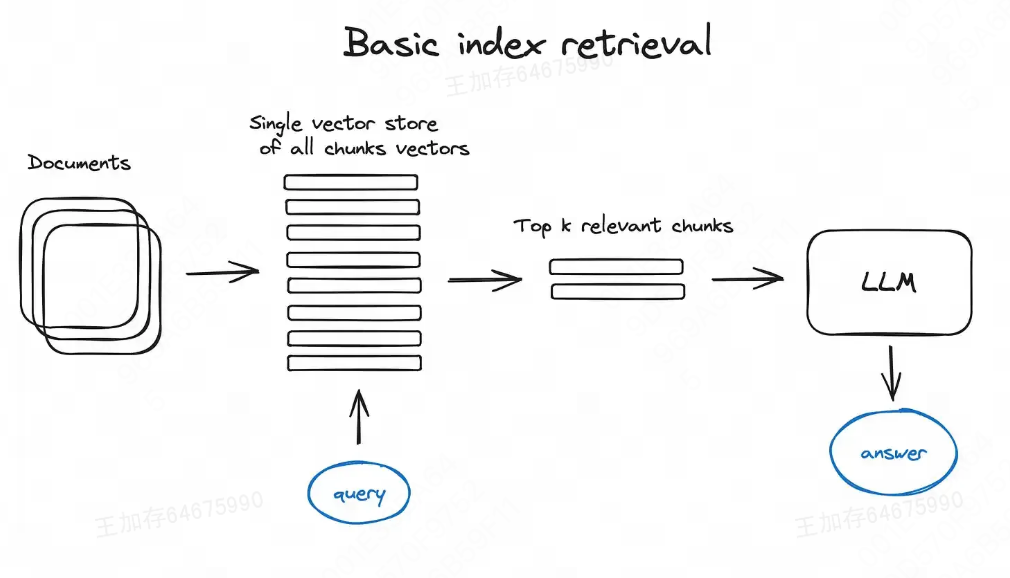 Basic index retrieval
王加存64675990
Single vector store
of all chunks vectors
Documents
Top k relevant chunks
LLM
query
answer
王加存64675990
王加存64675990